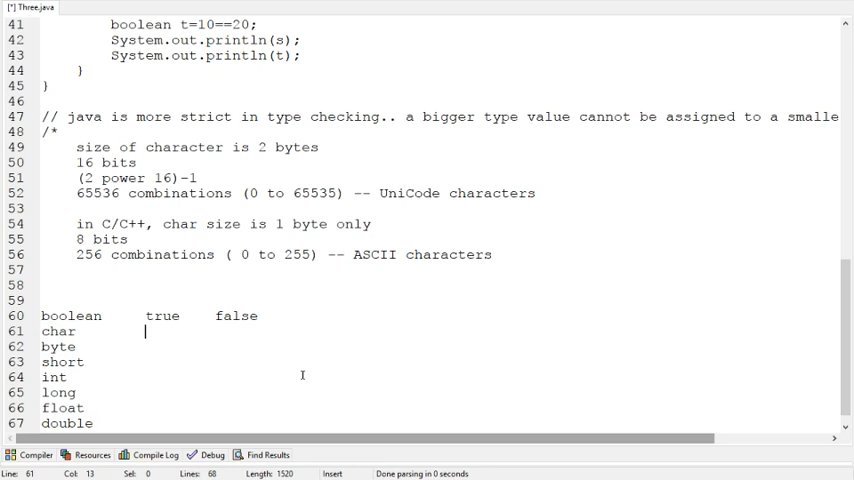 [*] Three.java
41 boolean t=10==20;
42 System.out.println(s);
43 System.out.println(t);
44 }
45 }
46
47 // java is more strict in type checking.. a bigger type value cannot be assigned to a smalle
48 /*
49 size of character is 2 bytes
50 16 bits
51 (2 power 16)-1
52 65536 combinations (0 to 65535) -- UniCode characters
53
54 in C/C++, char size is 1 byte only
55 8 bits
56 256 combinations ( 0 to 255) -- ASCII characters
57
58
59
60 boolean true false
61 char
62 byte
63 short
64 int
65 long
66 float
67 double
Compiler Resources Compile Log Debug Find Results
Line: 61 Col: 13 Sel: 0 Lines: 68 Length: 1520 Insert Done parsing in 0 seconds